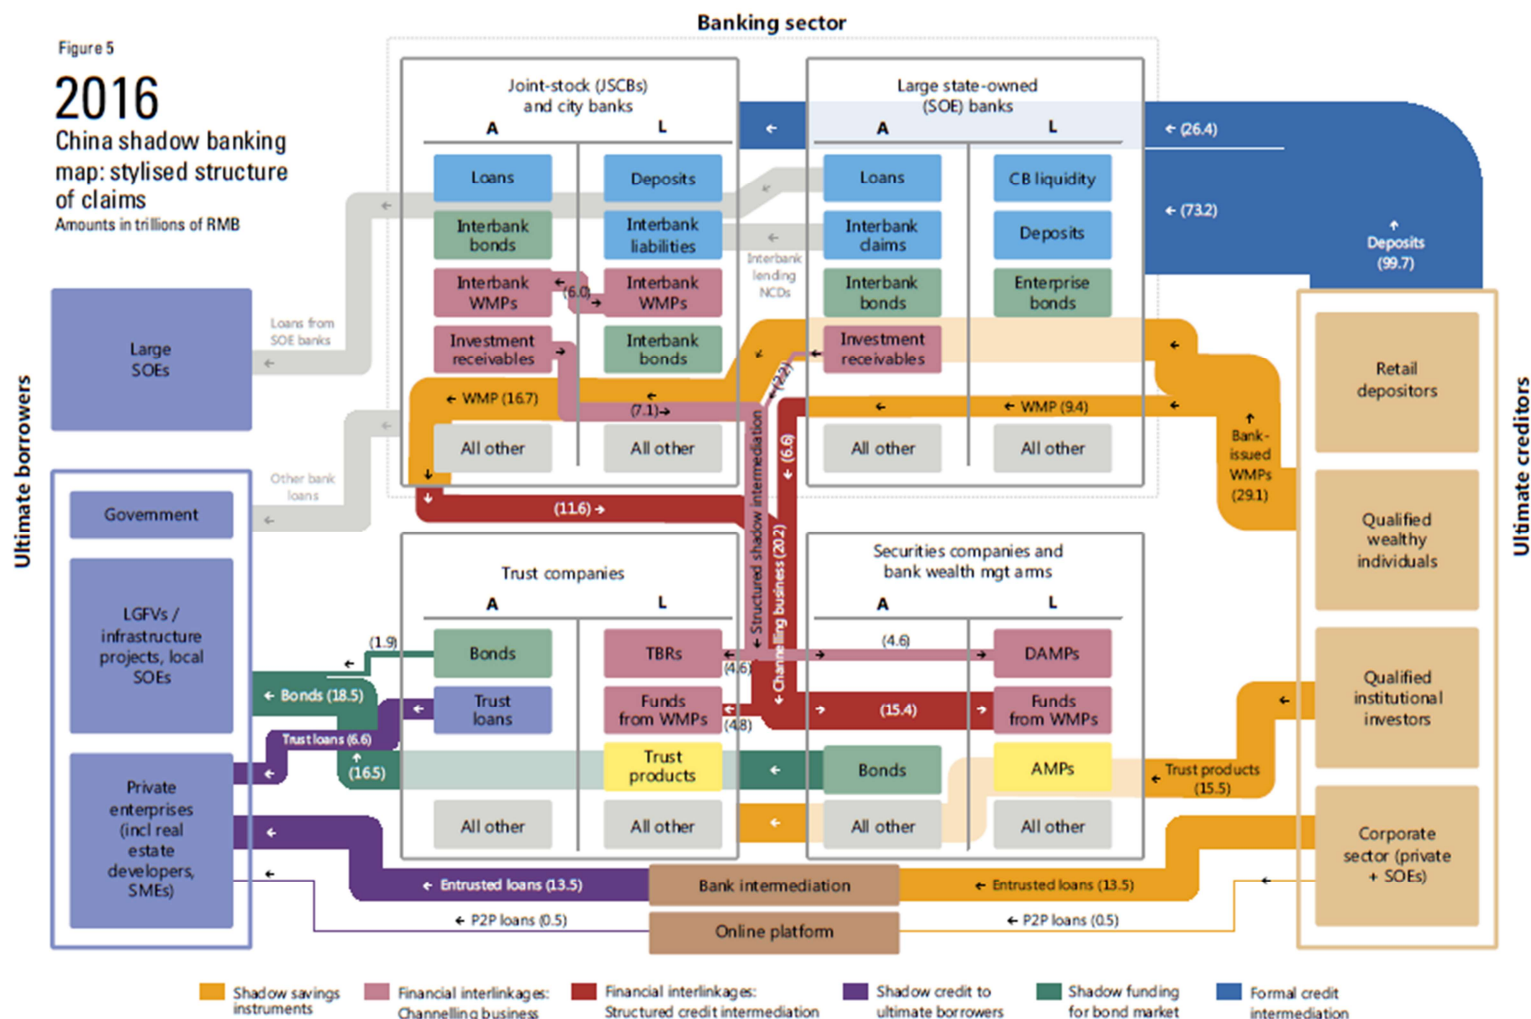 Banking sector
Figure 5
2016
China shadow banking
map: stylised structure
of claims
Amounts in trillions of RMB
Joint-stock (JSCBs)
and city banks
A
L
Loans
Deposits
Interbank
bonds
Interbank
liabilities
Interbank
WMPs
(6.0)
Interbank
WMPs
Investment
receivables
Interbank
bonds
← WMP (16.7)
(7.1)→
All other
All other
Large state-owned
(SOE) banks
A
L
Loans
CB liquidity
Interbank
claims
Deposits
Interbank
bonds
Enterprise
bonds
Investment
receivables
← WMP (9.4)
All other
All other
Interbank
lending
NCDs
(2.2)
← (6.6)
(11.6) →
← Structured shadow intermediation
← Channelling business (20.2)
← (26.4)
← (73.2)
Deposits
(99.7)
Bank-
issued
WMPs
(29.1)
Ultimate borrowers
Large
SOEs
Loans from
SOE banks
Other bank
loans
Government
LGFVs /
infrastructure
projects, local
SOEs
Private
enterprises
(incl real
estate
developers,
SMEs)
(1.9)
← Bonds (18.5)
Trust loans (6.6)
(16.5)
Trust companies
A
L
Bonds
TBRs
(4.6)
Trust
loans
Funds
from WMPs
(4.8)
Trust
products
All other
All other
Securities companies and
bank wealth mgt arms
A
L
(4.6)
DAMPs
(15.4)
Funds
from WMPs
Bonds
AMPs
All other
All other
Trust products
(15.5)
← Entrusted loans (13.5)
Bank intermediation
← Entrusted loans (13.5)
← P2P loans (0.5)
Online platform
← P2P loans (0.5)
Ultimate creditors
Retail
depositors
Qualified
wealthy
individuals
Qualified
institutional
investors
Corporate
sector (private
+ SOEs)
Shadow savings
instruments
Financial interlinkages:
Channelling business
Financial interlinkages:
Structured credit intermediation
Shadow credit to
ultimate borrowers
Shadow funding
for bond market
Formal credit
intermediation